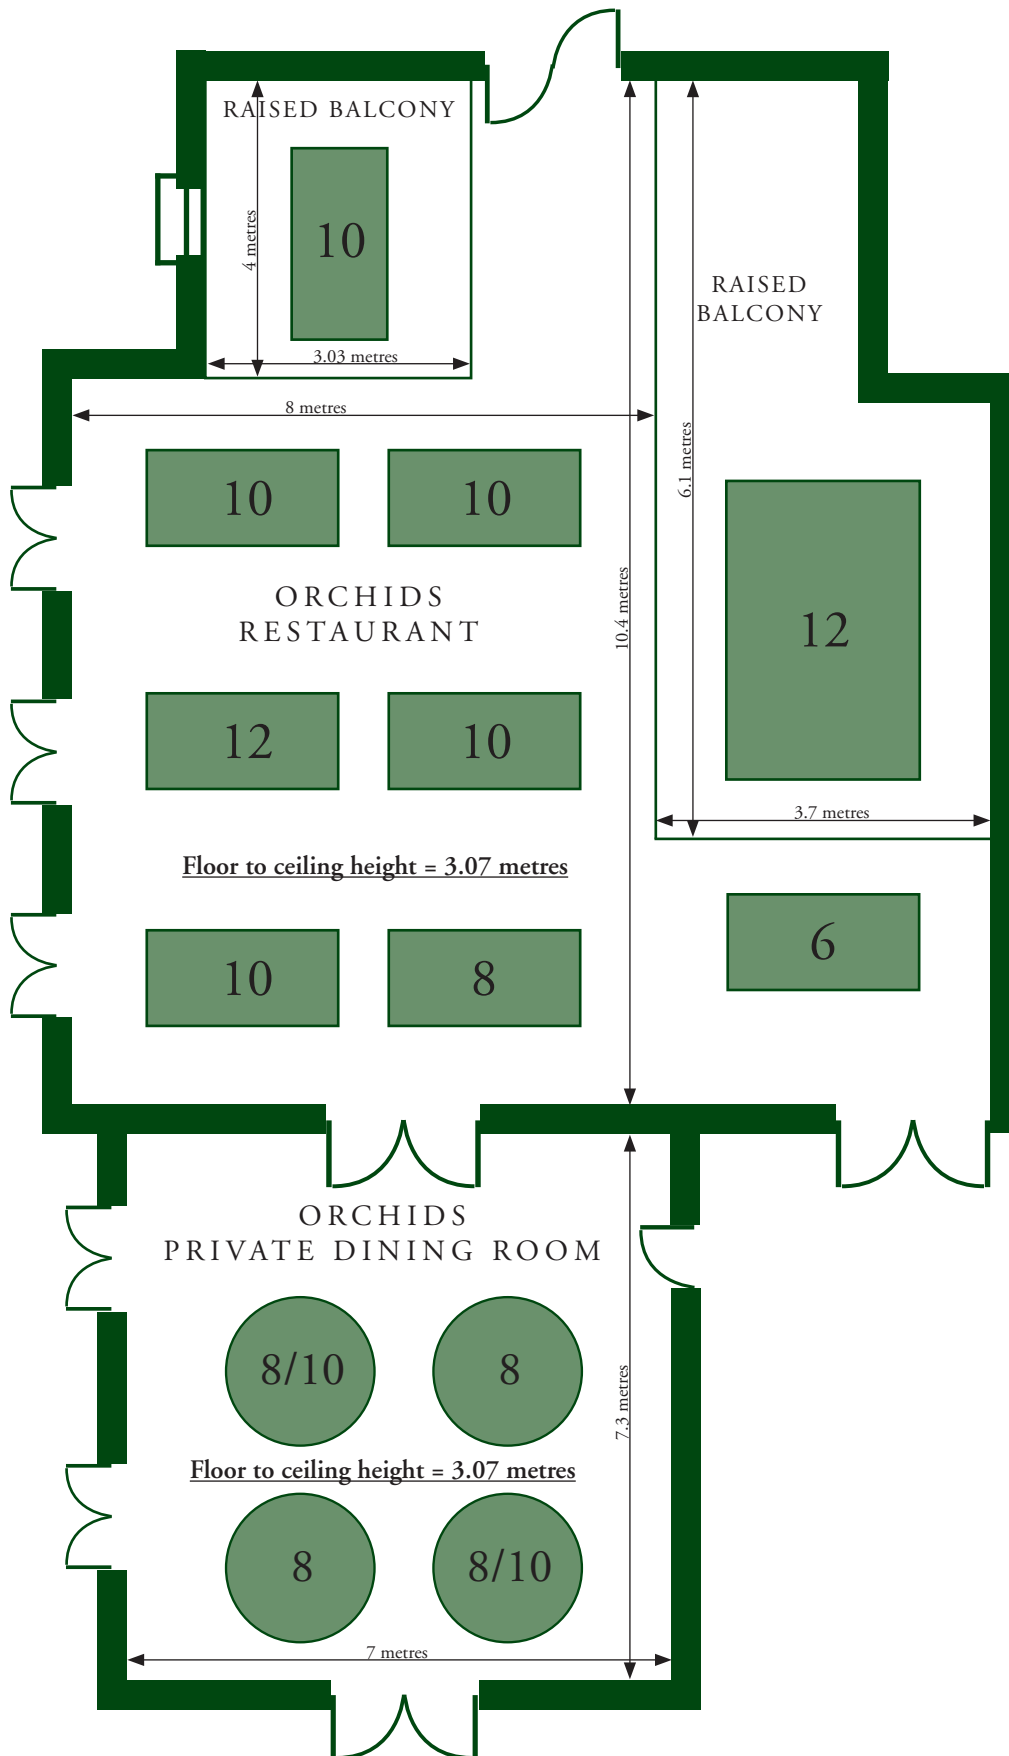 RAISED BALCONY
10
4 metres
3.03 metres
RAISED
BALCONY
8 metres
6.1 metres
10
10
12
ORCHIDS
RESTAURANT
10.4 metres
12
10
3.7 metres
Floor to ceiling height = 3.07 metres
6
10
8
ORCHIDS
PRIVATE DINING ROOM
8/10
8
7.3 metres
Floor to ceiling height = 3.07 metres
8
8/10
7 metres